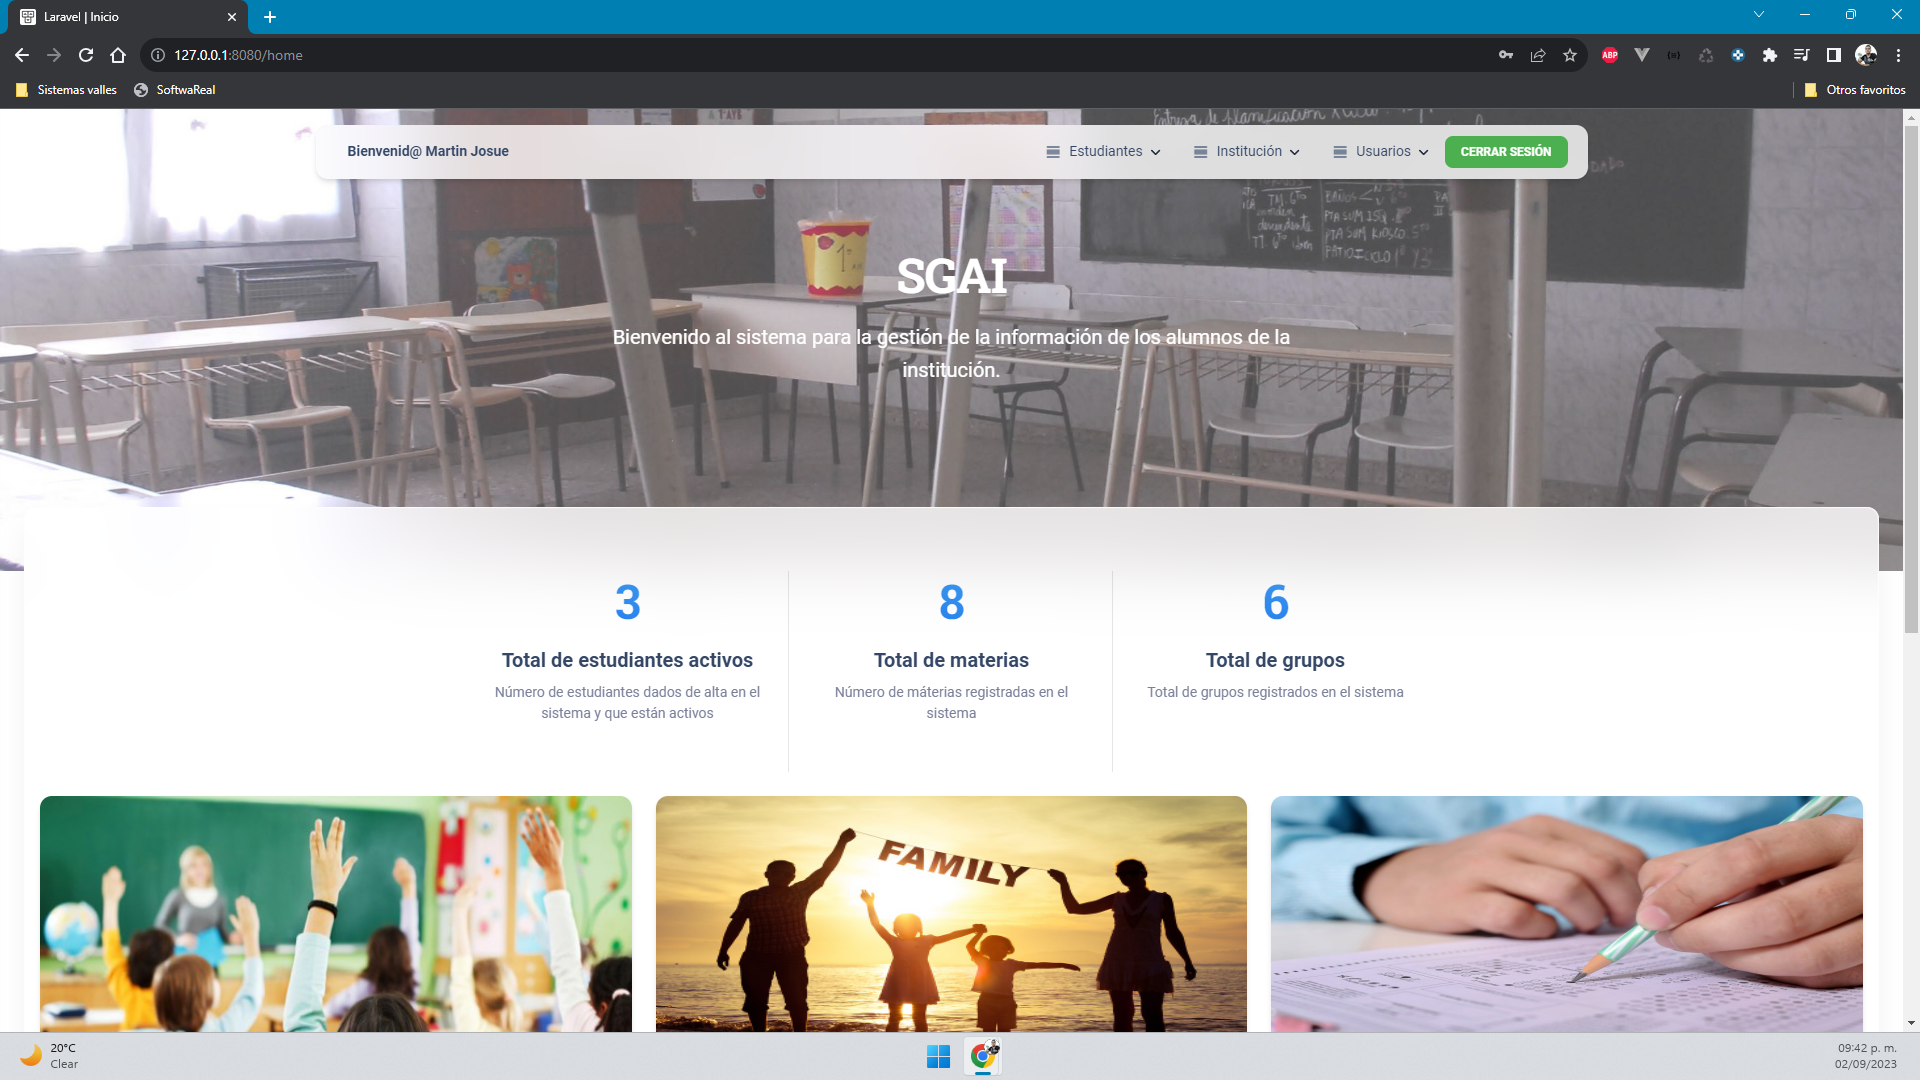 Laravel | Inicio
127.0.0.1:8080/home
ABP
Sistemas valles
SoftwaReal
Otros favoritos
Bienvenid@ Martin Josue
Estudiantes
Institución
Usuarios
CERRAR SESIÓN
SGAI
Bienvenido al sistema para la gestión de la información de los alumnos de la
institución.
3
8
6
Total de estudiantes activos
Total de materias
Total de grupos
Número de estudiantes dados de alta en el
sistema y que están activos
Número de máterias registradas en el
sistema
Total de grupos registrados en el sistema
FAMILY
20°C
Clear
09:42 p. m.
02/09/2023